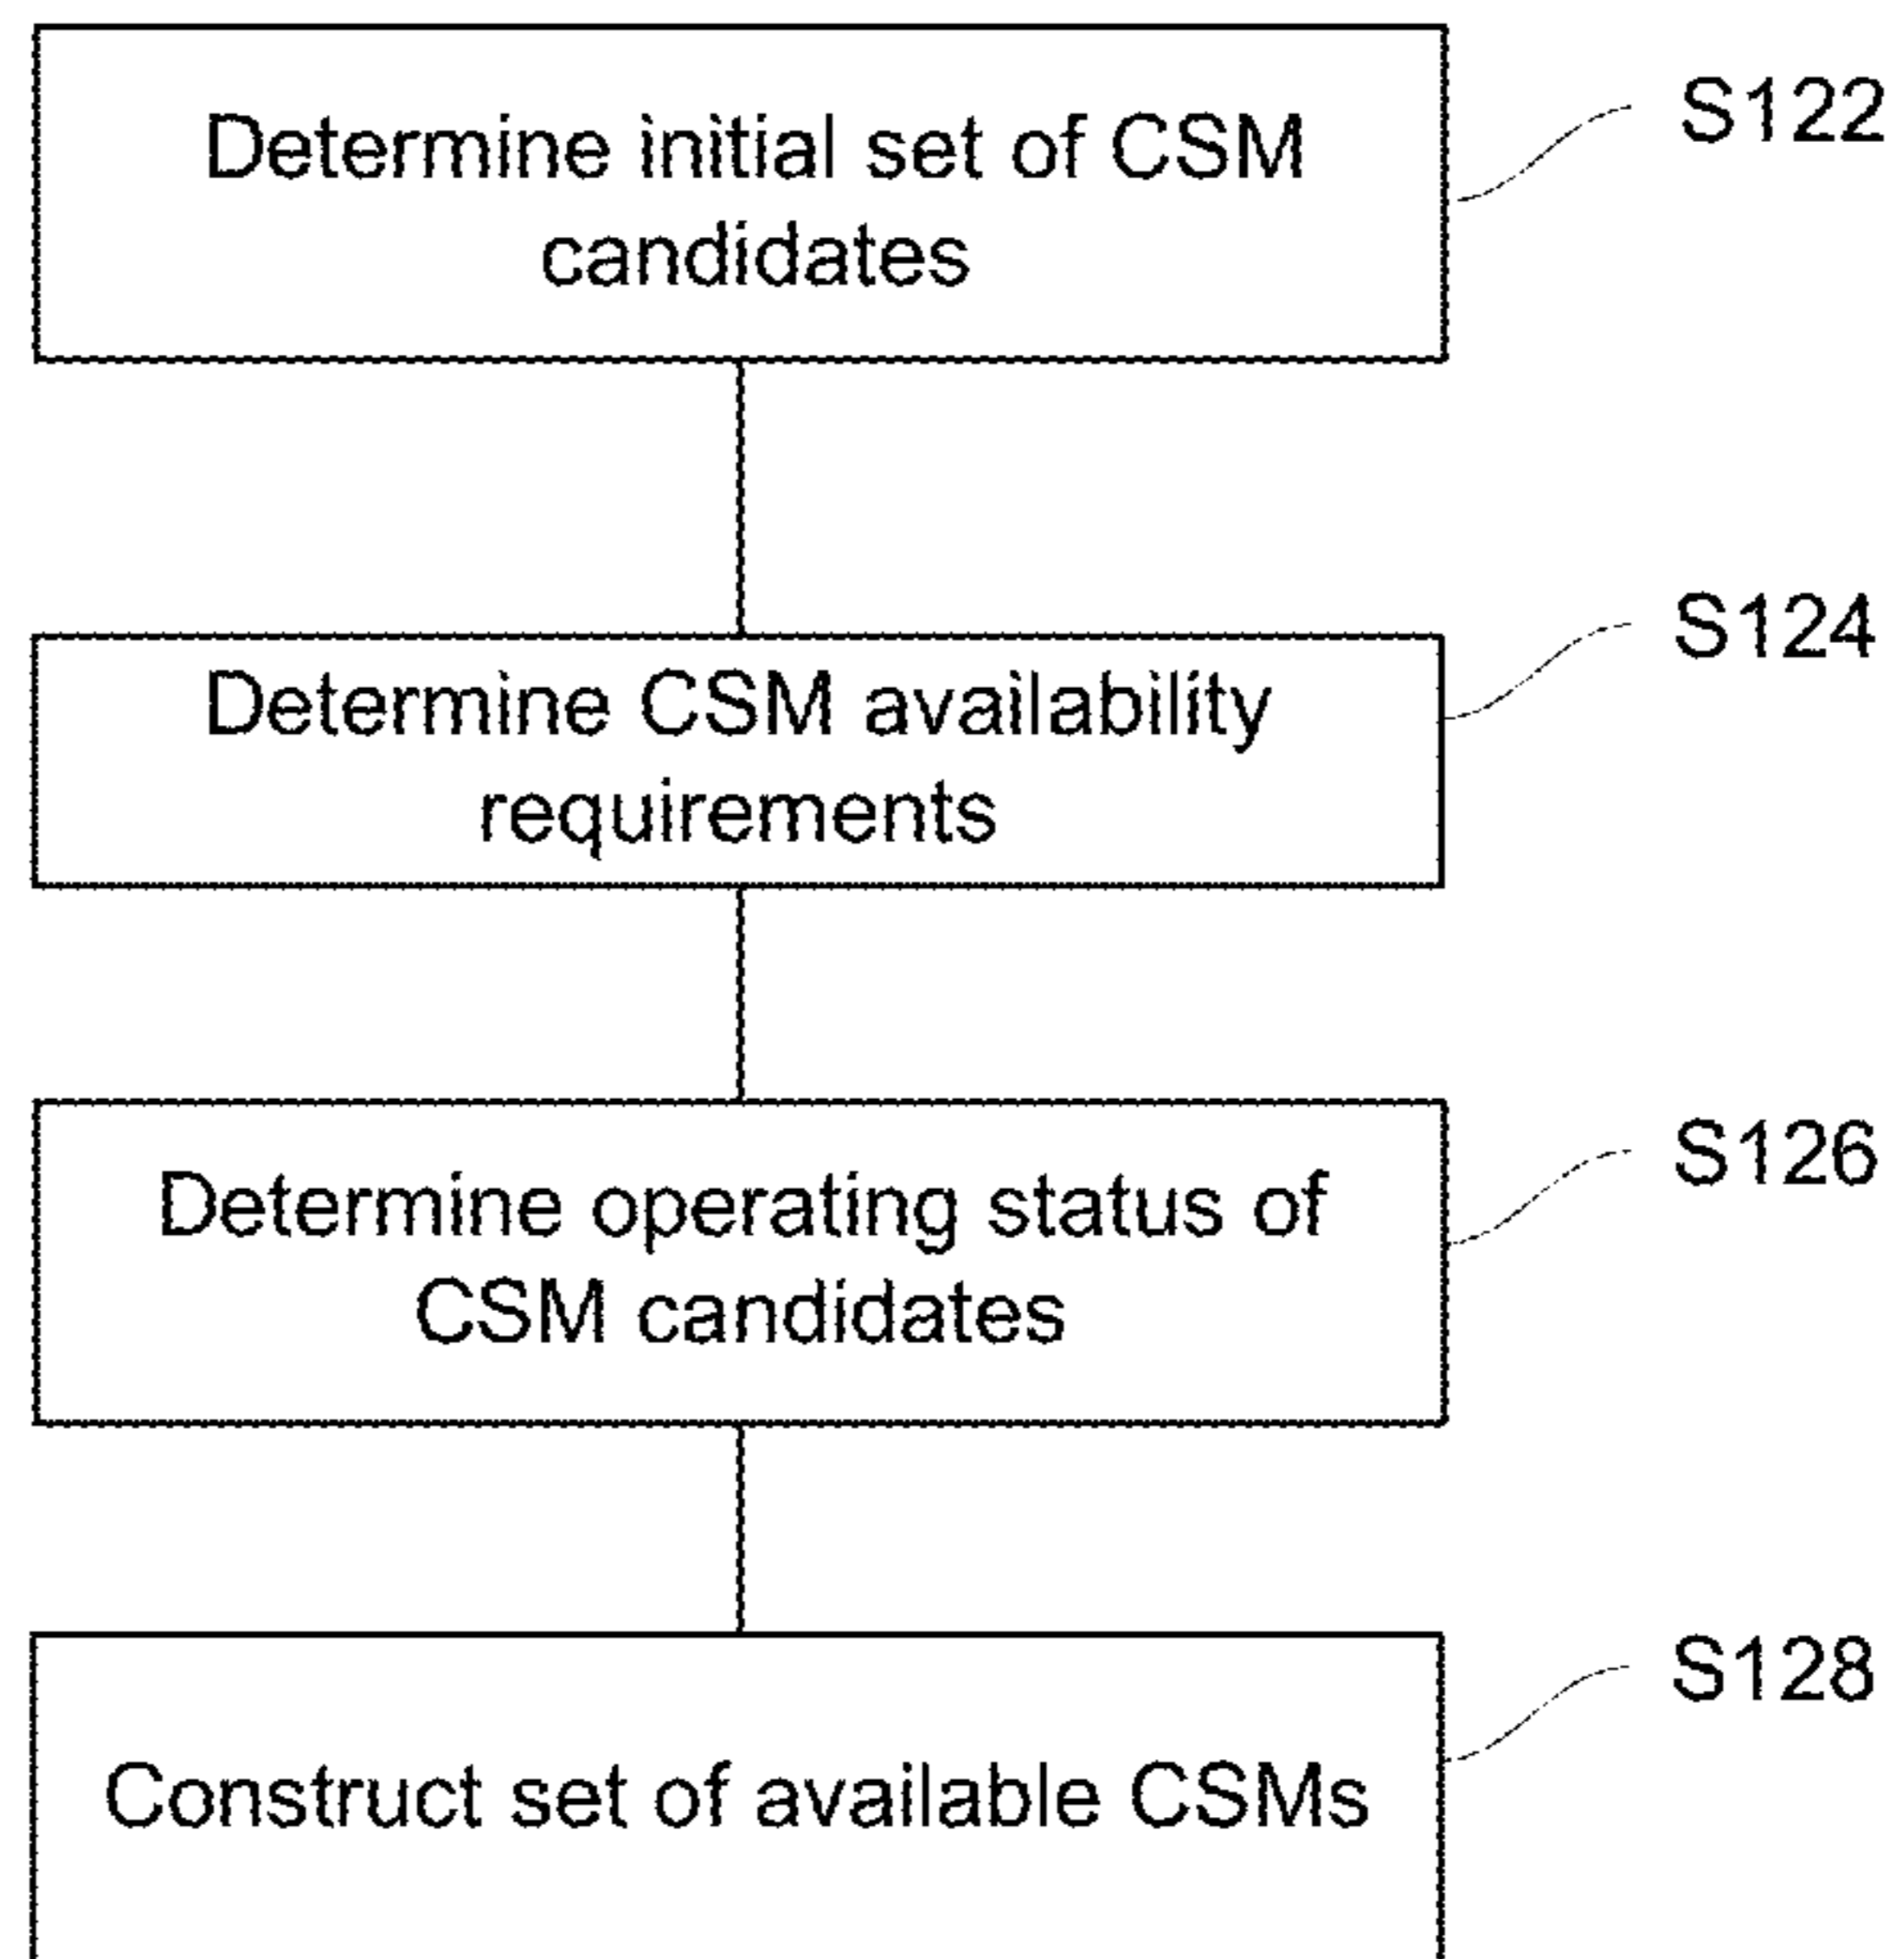 Determine initial set of CSM
candidates
S122
Determine CSM availability
requirements
S124
Determine operating status of
CSM candidates
S126
Construct set of available CSMs
S128